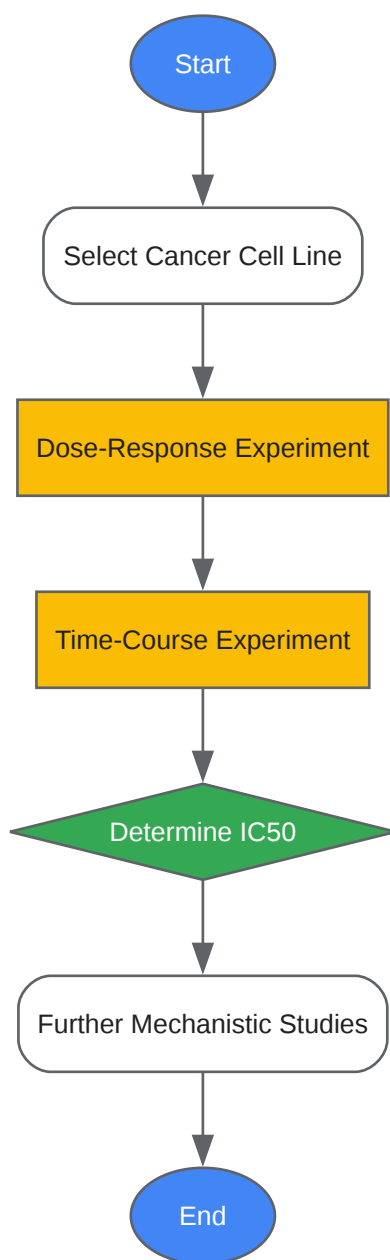 Start
Select Cancer Cell Line
Dose-Response Experiment
Time-Course Experiment
Determine IC50
Further Mechanistic Studies
End